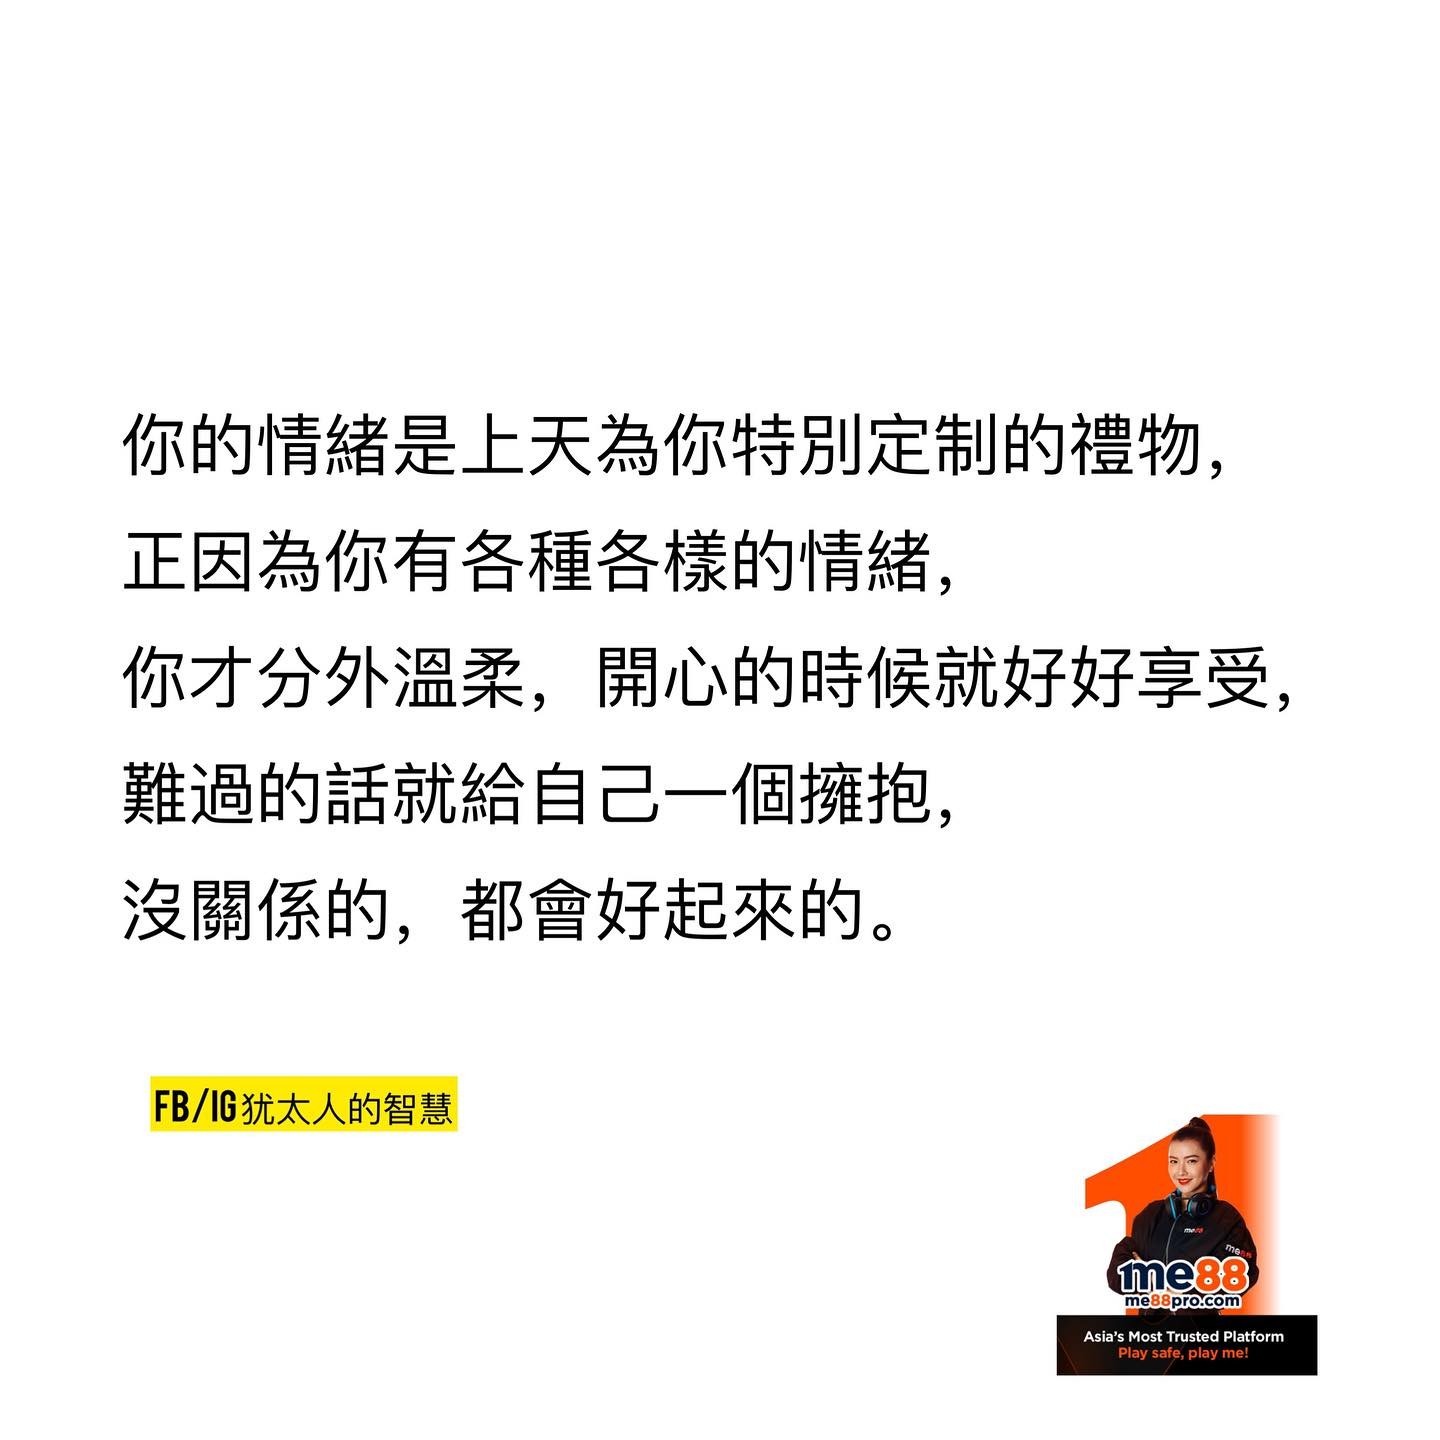 你的情緒是上天為你特別定制的禮物，
正因為你有各種各樣的情緒，
你才分外溫柔，開心的時候就好好享受，
難過的話就給自己一個擁抱，
沒關係的，都會好起來的。
FB/IG犹太人的智慧
me88
me88
me88
me88pro.com
Asia's Most Trusted Platform
Play safe, play me!